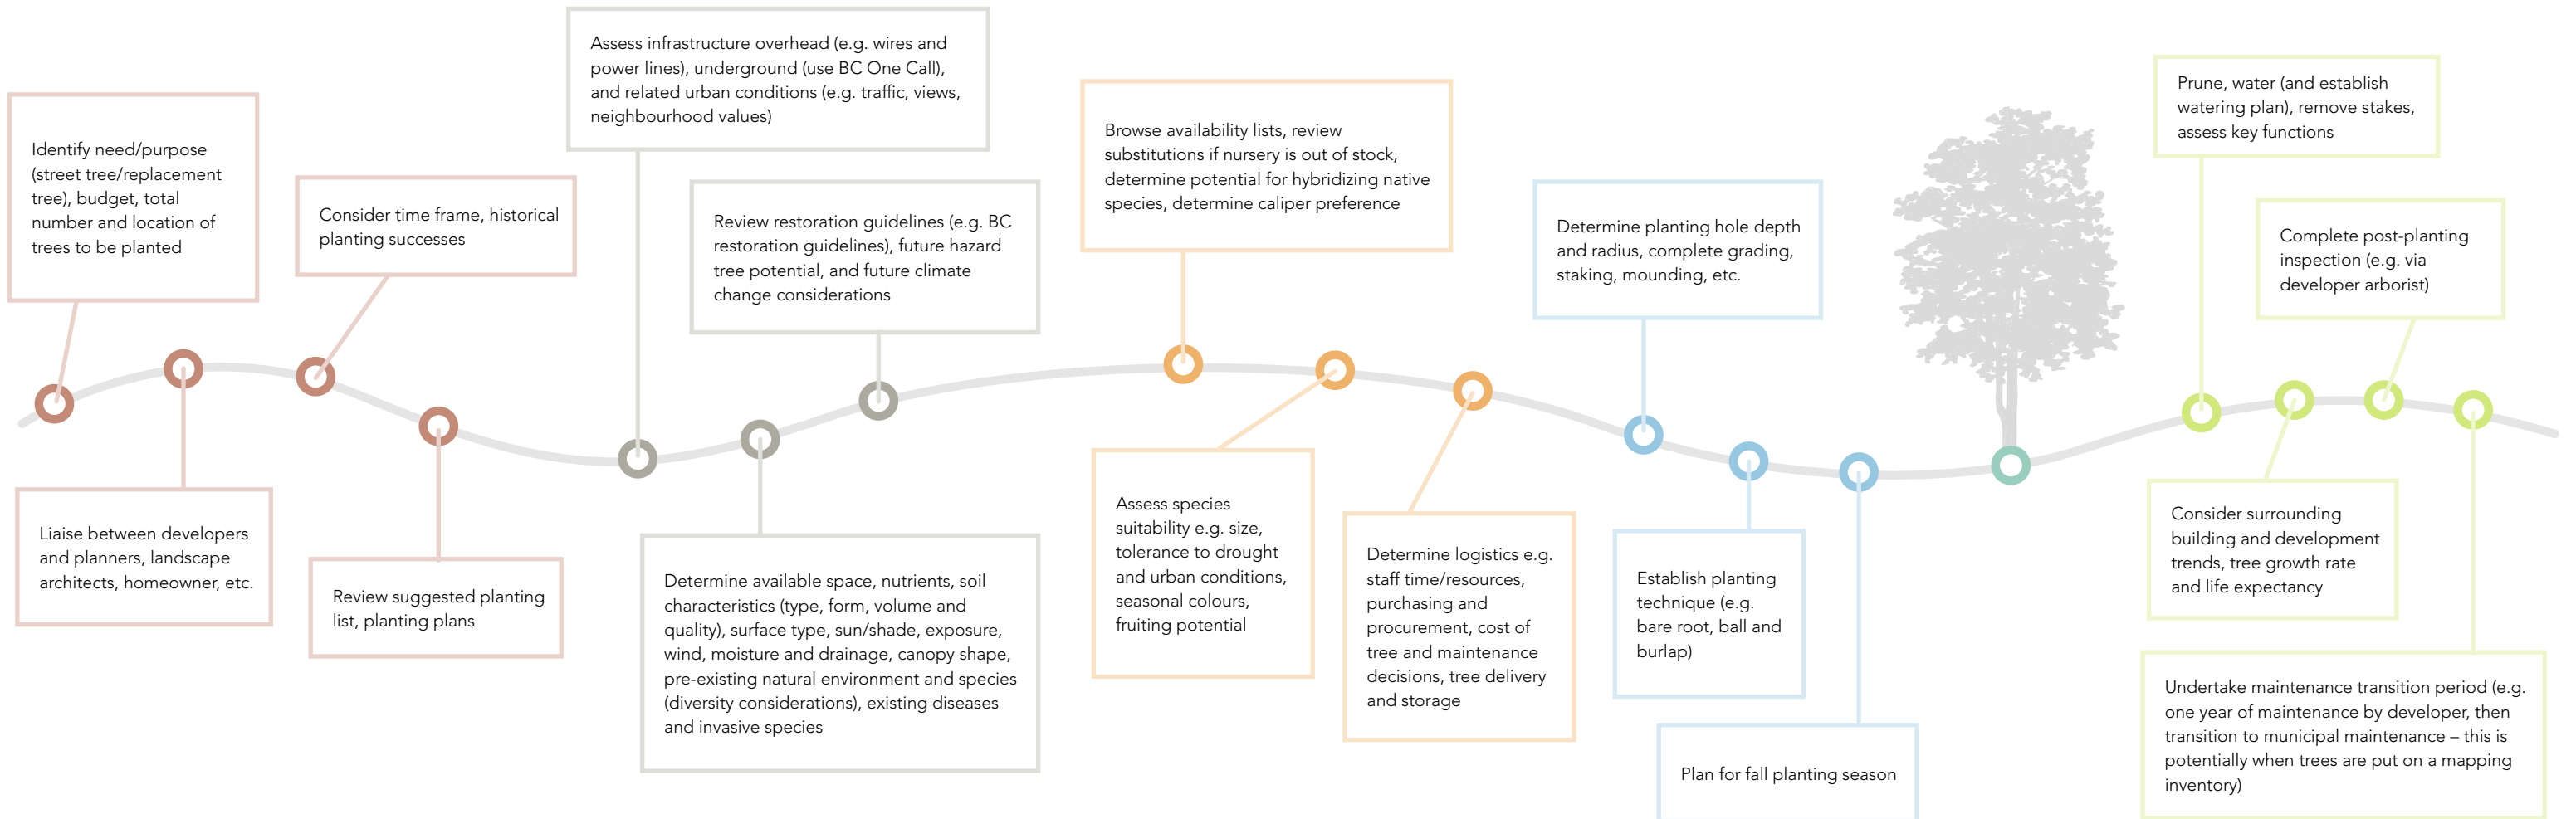 Identify need/purpose
(street tree/replacement
tree), budget, total
number and location of
trees to be planted
Liaise between developers
and planners, landscape
architects, homeowner, etc.
Consider time frame, historical
planting successes
Review suggested planting
list, planting plans
Assess infrastructure overhead (e.g. wires and
power lines), underground (use BC One Call),
and related urban conditions (e.g. traffic, views,
neighbourhood values)
Determine available space, nutrients, soil
characteristics (type, form, volume and
quality), surface type, sun/shade, exposure,
wind, moisture and drainage, canopy shape,
pre-existing natural environment and species
(diversity considerations), existing diseases
and invasive species
Review restoration guidelines (e.g. BC
restoration guidelines), future hazard
tree potential, and future climate
change considerations
Browse availability lists, review
substitutions if nursery is out of stock,
determine potential for hybridizing native
species, determine caliper preference
Assess species
suitability e.g. size,
tolerance to drought
and urban conditions,
seasonal colours,
fruiting potential
Determine logistics e.g.
staff time/resources,
purchasing and
procurement, cost of
tree and maintenance
decisions, tree delivery
and storage
Determine planting hole depth
and radius, complete grading,
staking, mounding, etc.
Establish planting
technique (e.g.
bare root, ball and
burlap)
Plan for fall planting season
Prune, water (and establish
watering plan), remove stakes,
assess key functions
Consider surrounding
building and development
trends, tree growth rate
and life expectancy
Complete post-planting
inspection (e.g. via
developer arborist)
Undertake maintenance transition period (e.g.
one year of maintenance by developer, then
transition to municipal maintenance – this is
potentially when trees are put on a mapping
inventory)